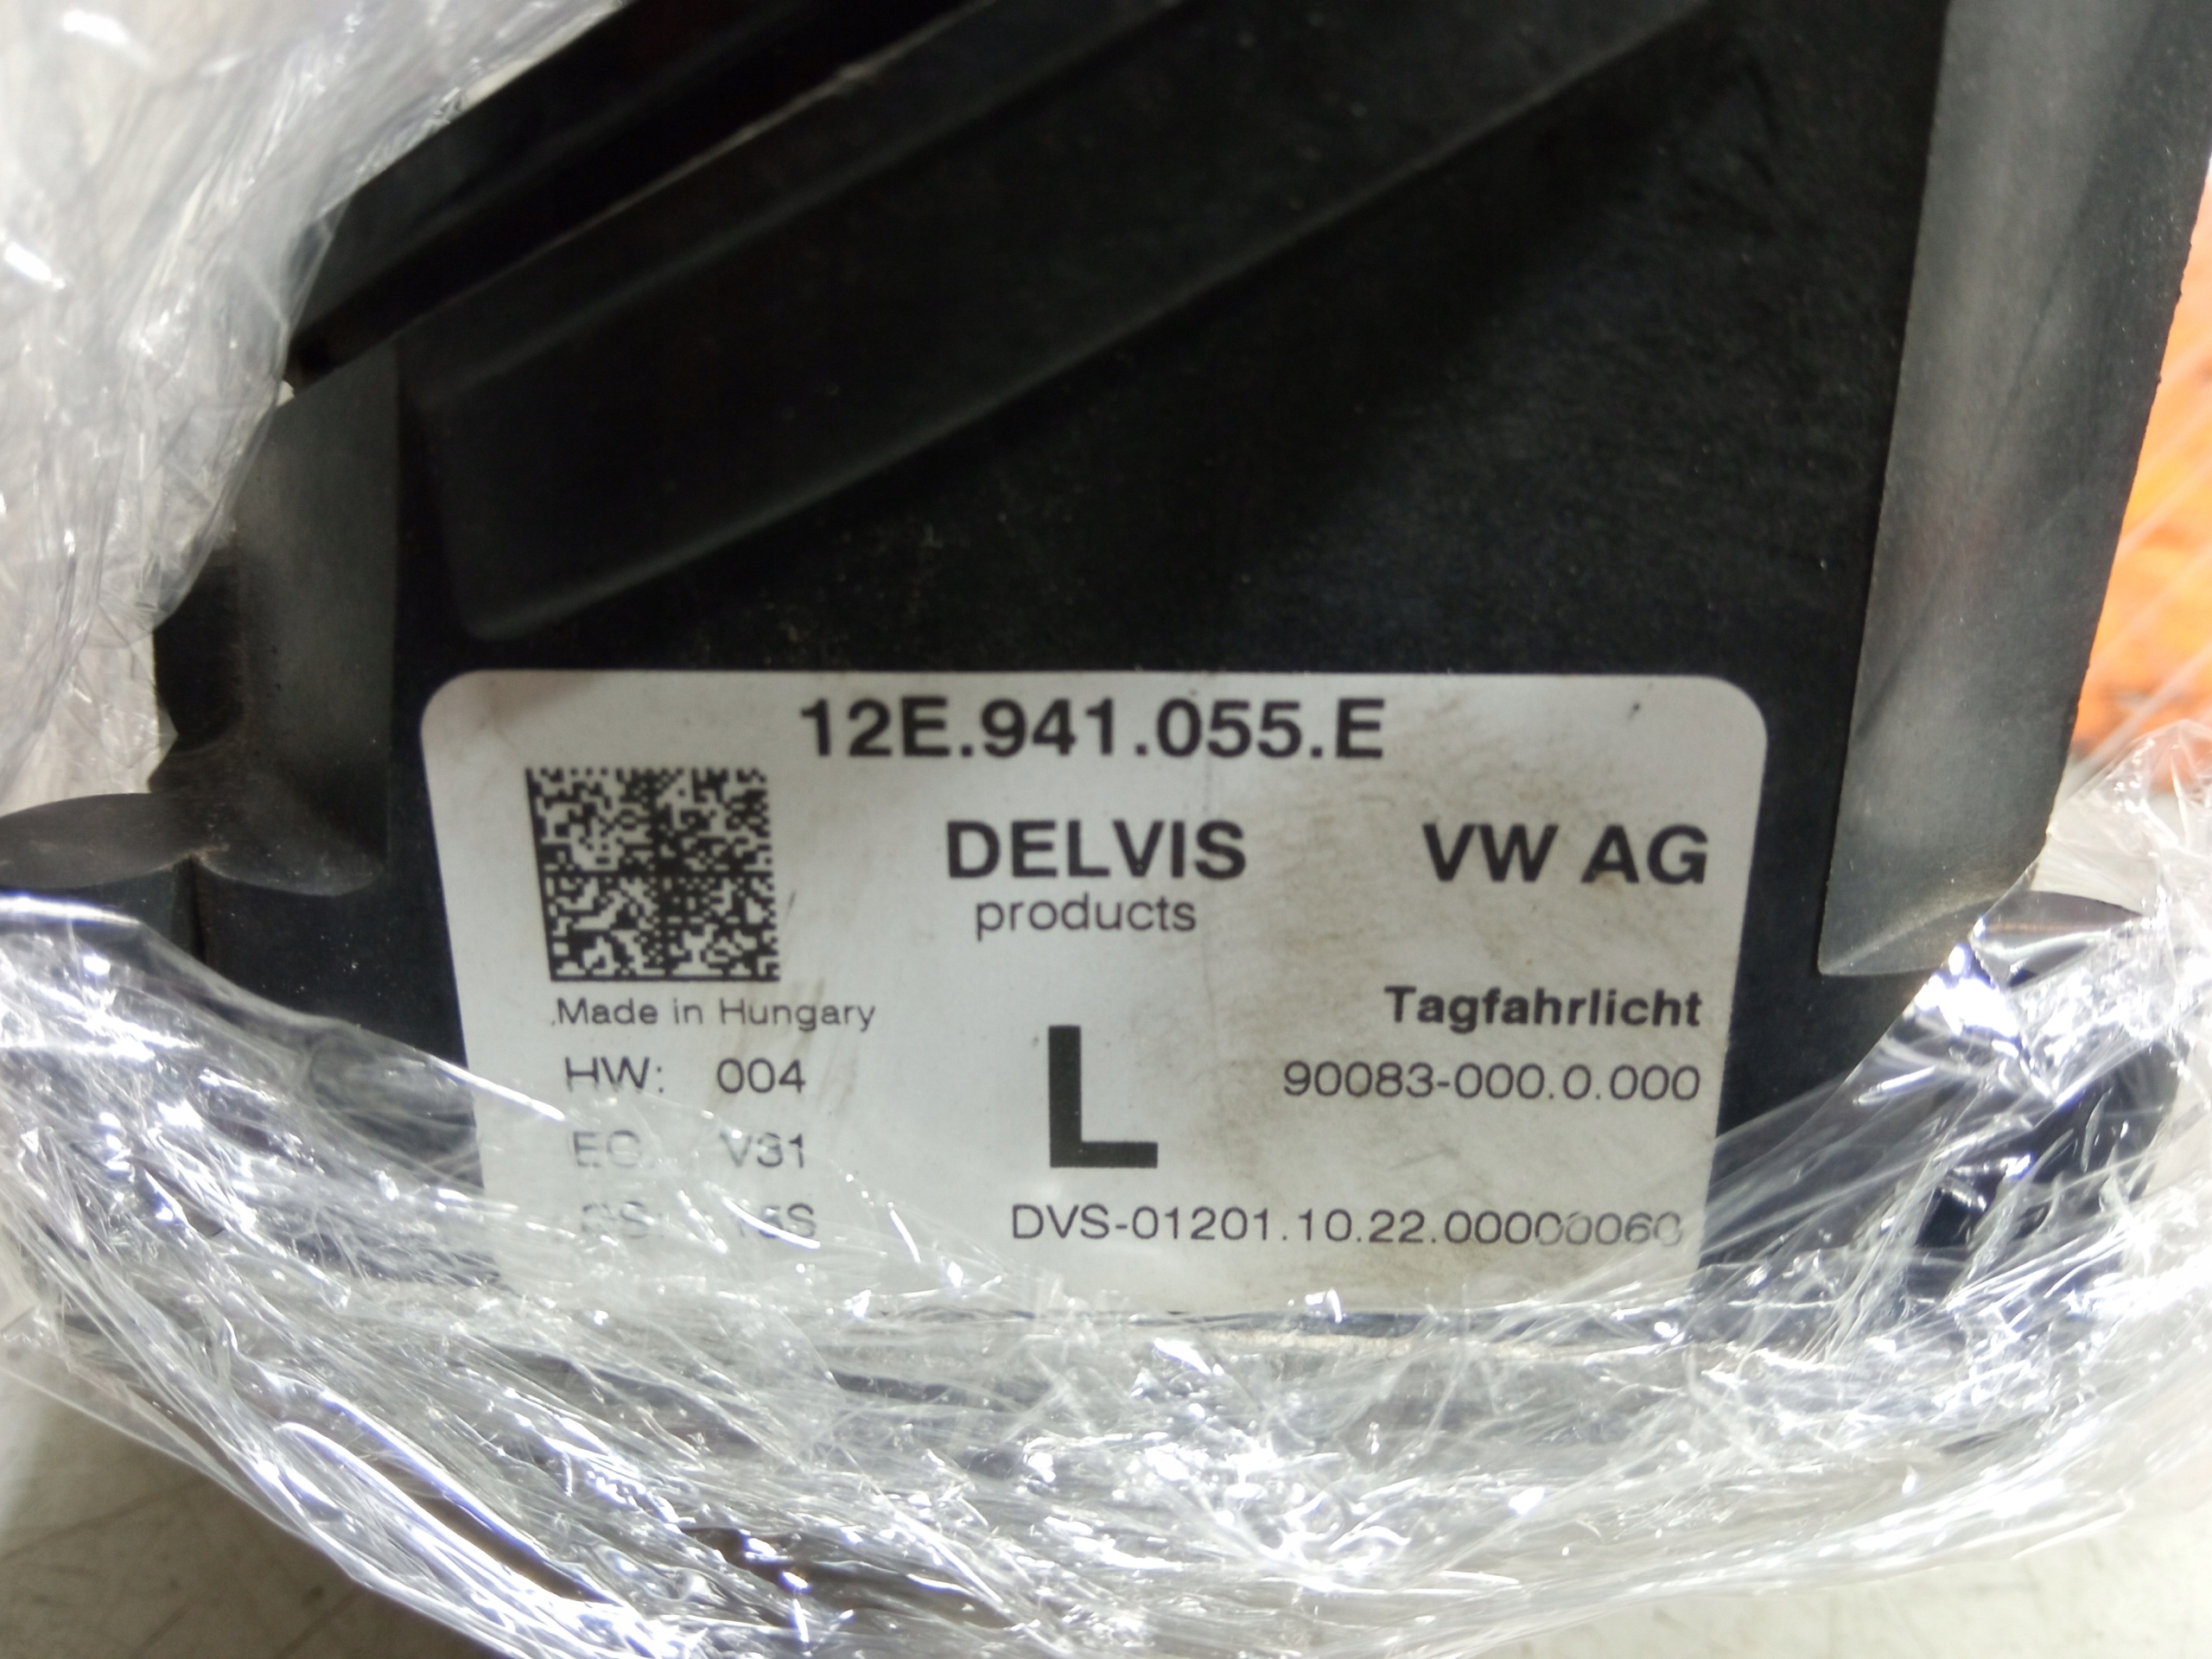 12E.941.055.E
DELVIS VW AG
products
Made in Hungary Tagfahrlicht
HW: 004 L 90083-000.0.000
DVS-01201.10.22.00000060